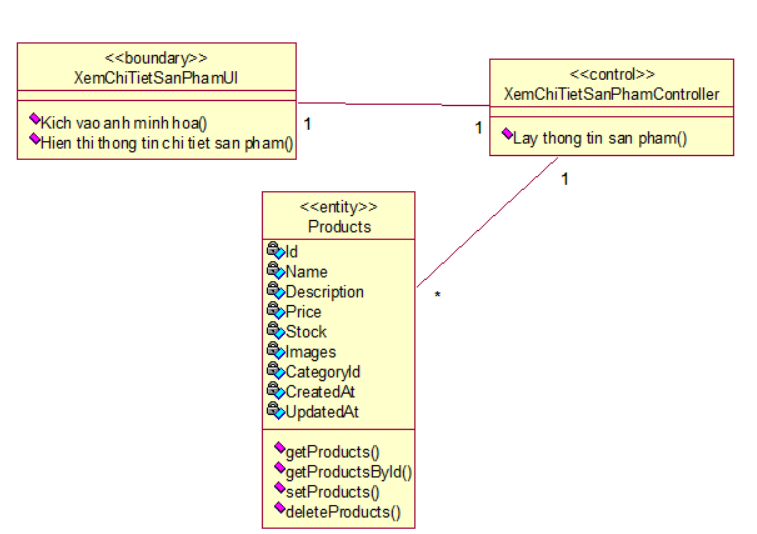 <<boundary>>
XemChiTietSanPhamUI
Kich vao anh minh hoa()
Hien thi thong tin chi tiet san pham()
1
1
<<control>>
XemChiTietSanPhamController
Lay thong tin san pham()
1
*
<<entity>>
Products
Id
Name
Description
Price
Stock
Images
CategoryId
CreatedAt
UpdatedAt
getProducts()
getProductsById()
setProducts()
deleteProducts()